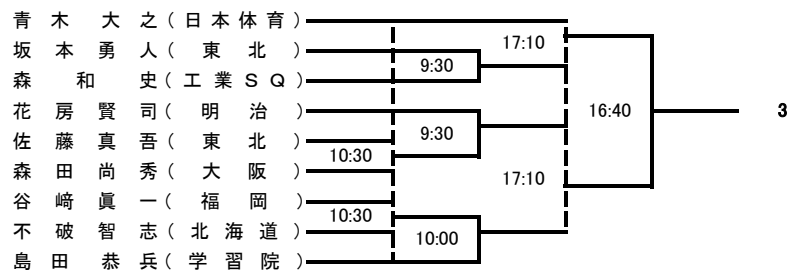 青木大之(日本体育)
坂本勇人(東北)
森和史(工業SQ)
花房賢司(明治)
佐藤真吾(東北)
森田尚秀(大阪)
谷﨑眞一(福岡)
不破智志(北海道)
島田恭兵(学習院)
17:10
9:30
16:40
3
9:30
10:30
17:10
10:30
10:00